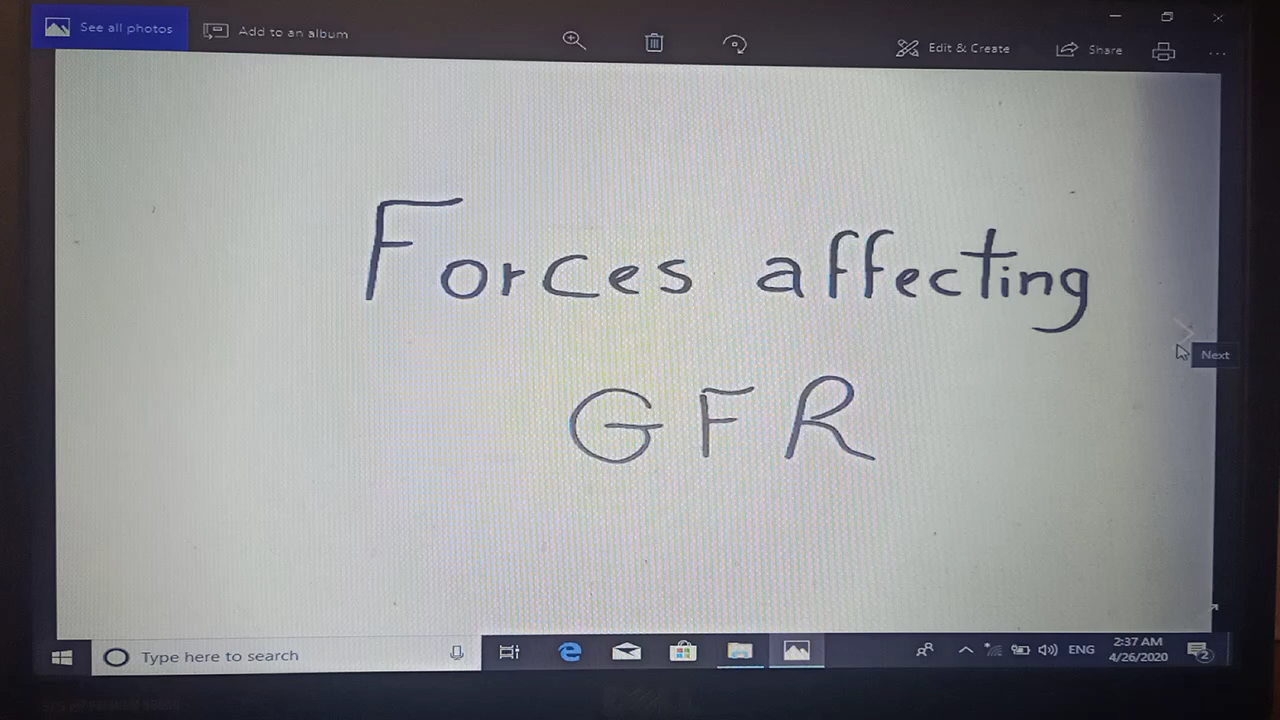 See all photos
Add to an album
Edit & Create
Share
Forces affecting
GFR
Next
Type here to search
ENG
2:37 AM
4/26/2020
2